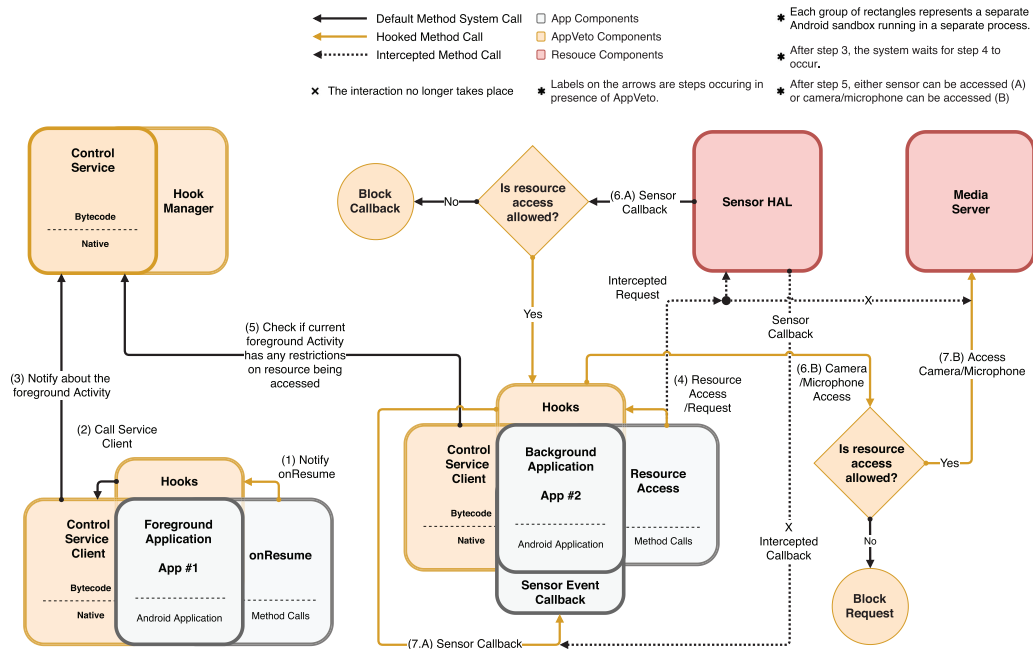 Default Method System Call
Hooked Method Call
Intercepted Method Call
App Components
AppVeto Components
Resouce Components
✱ Each group of rectangles represents a separate
Android sandbox running in a separate process.
✱ After step 3, the system waits for step 4 to
occur.
x The interaction no longer takes place
✱ Labels on the arrows are steps occuring in
presence of AppVeto.
✱ After step 5, either sensor can be accessed (A)
or camera/microphone can be accessed (B)
Control
Service
Bytecode
Native
Hook
Manager
Block
Callback
No
Is resource
access
allowed?
(6.A) Sensor
Callback
Sensor HAL
Media
Server
Intercepted
Request
X
Yes
Sensor
Callback
(5) Check if current
foreground Activity
has any restrictions
on resource being
accessed
(3) Notify about the
foreground Activity
(4) Resource
Access
/Request
(6.B) Camera
/Microphone
Access
(7.B) Access
Camera/Microphone
(2) Call Service
Client
(1) Notify
onResume
Hooks
Control
Service
Client
Bytecode
Native
Foreground
Application
App #1
Android Application
onResume
Method Calls
Hooks
Control
Service
Client
Bytecode
Native
Background
Application
App #2
Android Application
Resource
Access
Method Calls
Sensor Event
Callback
(7.A) Sensor Callback
X
Intercepted
Callback
Is resource
access
allowed?
Yes
No
Block
Request